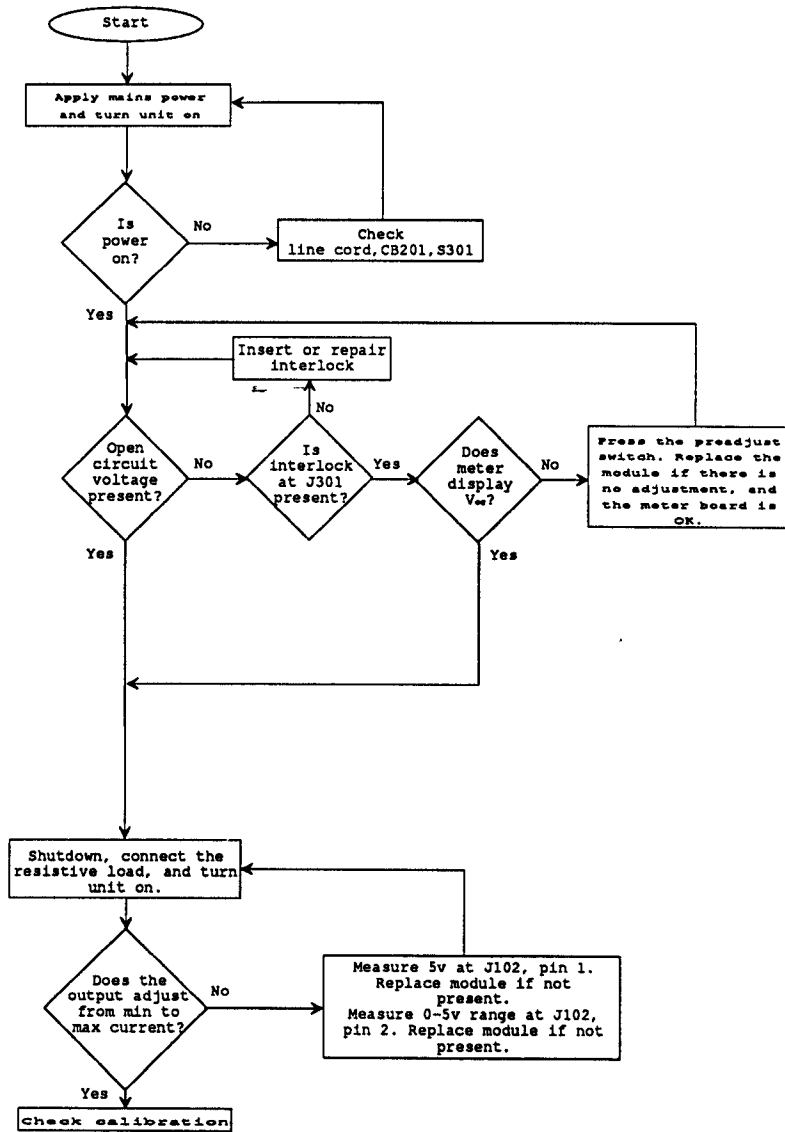 Start
Apply mains power
and turn unit on
Is
power
on?
No
Check
line cord,CB201,S301
Yes
Insert or repair
interlock
No
Open
circuit
voltage
present?
No
Is
interlock
at J301
present?
Yes
Does
meter
display
Voc?
No
Press the preadjust
switch. Replace the
module if there is
no adjustment, and
the meter board is
OK.
Yes
Yes
Shutdown, connect the
resistive load, and turn
unit on.
Does the
output adjust
from min to
max current?
No
Measure 5v at J102, pin 1.
Replace module if not
present.
Measure 0-5v range at J102,
pin 2. Replace module if not
present.
Yes
Check calibration